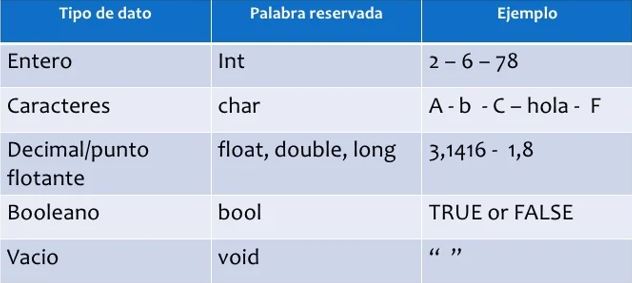 Tipo de dato Palabra reservada Ejemplo
Entero Int 2 – 6 – 78
Caracteres char A - b - C – hola - F
Decimal/punto float, double, long 3,1416 - 1,8
flotante
Booleano bool TRUE or FALSE
Vacio void “ ”